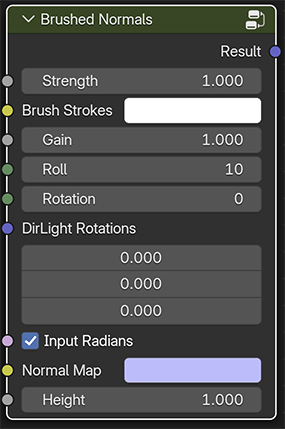 Brushed Normals
Result
Strength 1.000
Brush Strokes
Gain 1.000
Roll 10
Rotation 0
DirLight Rotations
0.000
0.000
0.000
Input Radians
Normal Map
Height 1.000